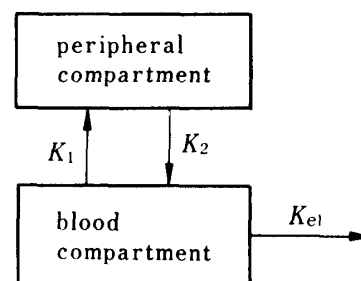 peripheral
compartment
K₁ K₂
blood
compartment
Kₑₗ